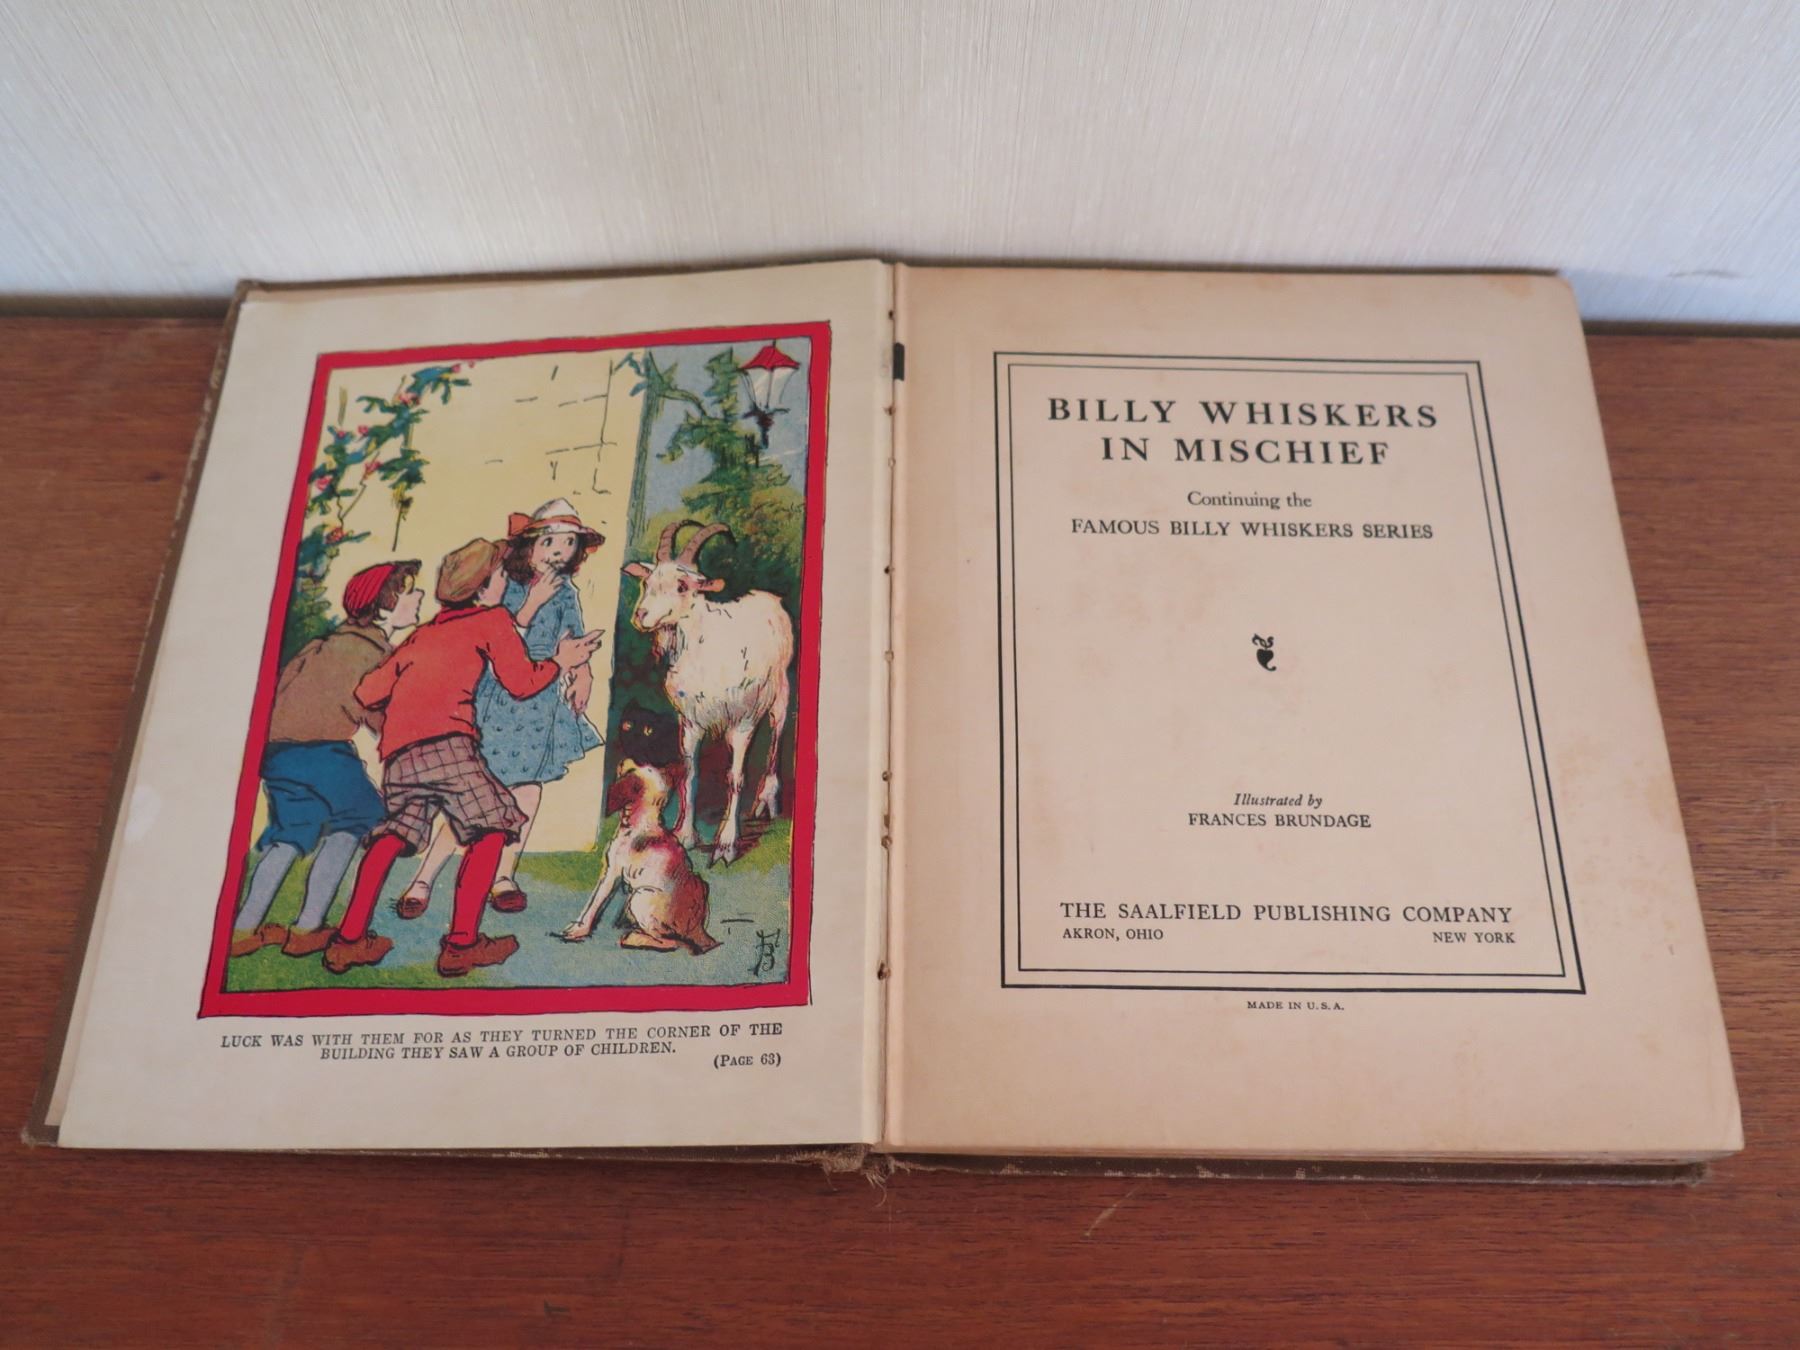 LUCK WAS WITH THEM FOR AS THEY TURNED THE CORNER OF THE
BUILDING THEY SAW A GROUP OF CHILDREN.
(PAGE 63)
FB
BILLY WHISKERS
IN MISCHIEF
Continuing the
FAMOUS BILLY WHISKERS SERIES
Illustrated by
FRANCES BRUNDAGE
THE SAALFIELD PUBLISHING COMPANY
AKRON, OHIO NEW YORK
MADE IN U. S. A.